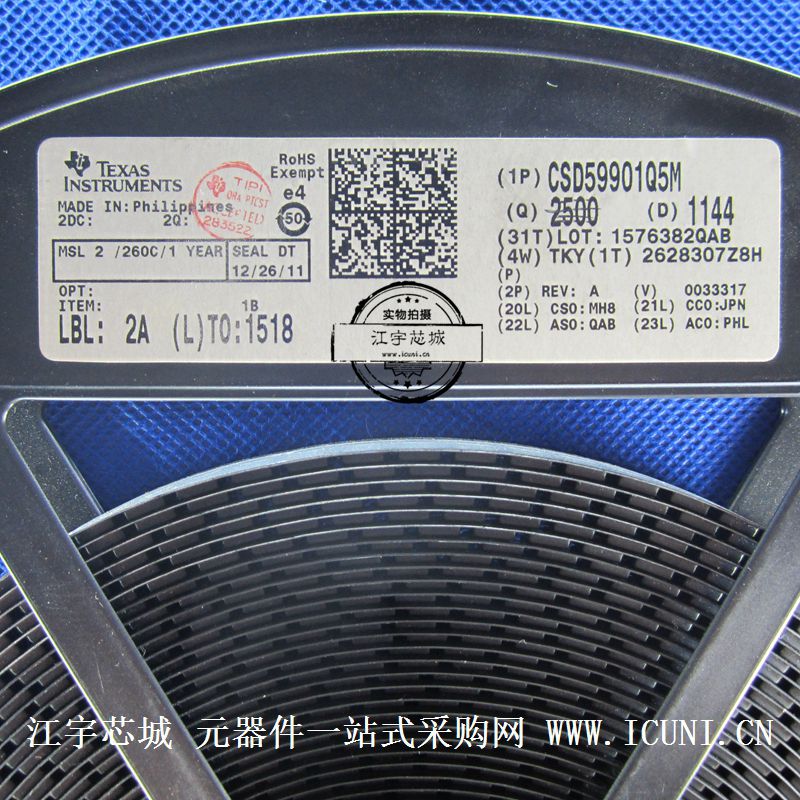 TEXAS
INSTRUMENTS
MADE IN: Philippines
2DC: 2Q:
TIPI
QRA PTEST
283522
RoHS
Exempt
e4
50
MSL 2 /260C/1 YEAR
SEAL DT
12/26/11
OPT:
ITEM: 1B
LBL: 2A (L)TO:1518
(1P) CSD59901Q5M
(Q) 2500 (D) 1144
(31T)LOT: 1576382QAB
(4W) TKY(1T) 2628307Z8H
(P)
(2P) REV: A (V) 0033317
(20L) CSO:MH8 (21L) CCO:JPN
(22L) ASO:QAB (23L) ACO:PHL
实物拍摄
江宇芯城
www.icuni.cn
江宇芯城 元器件一站式采购网 WWW.ICUNI.CN